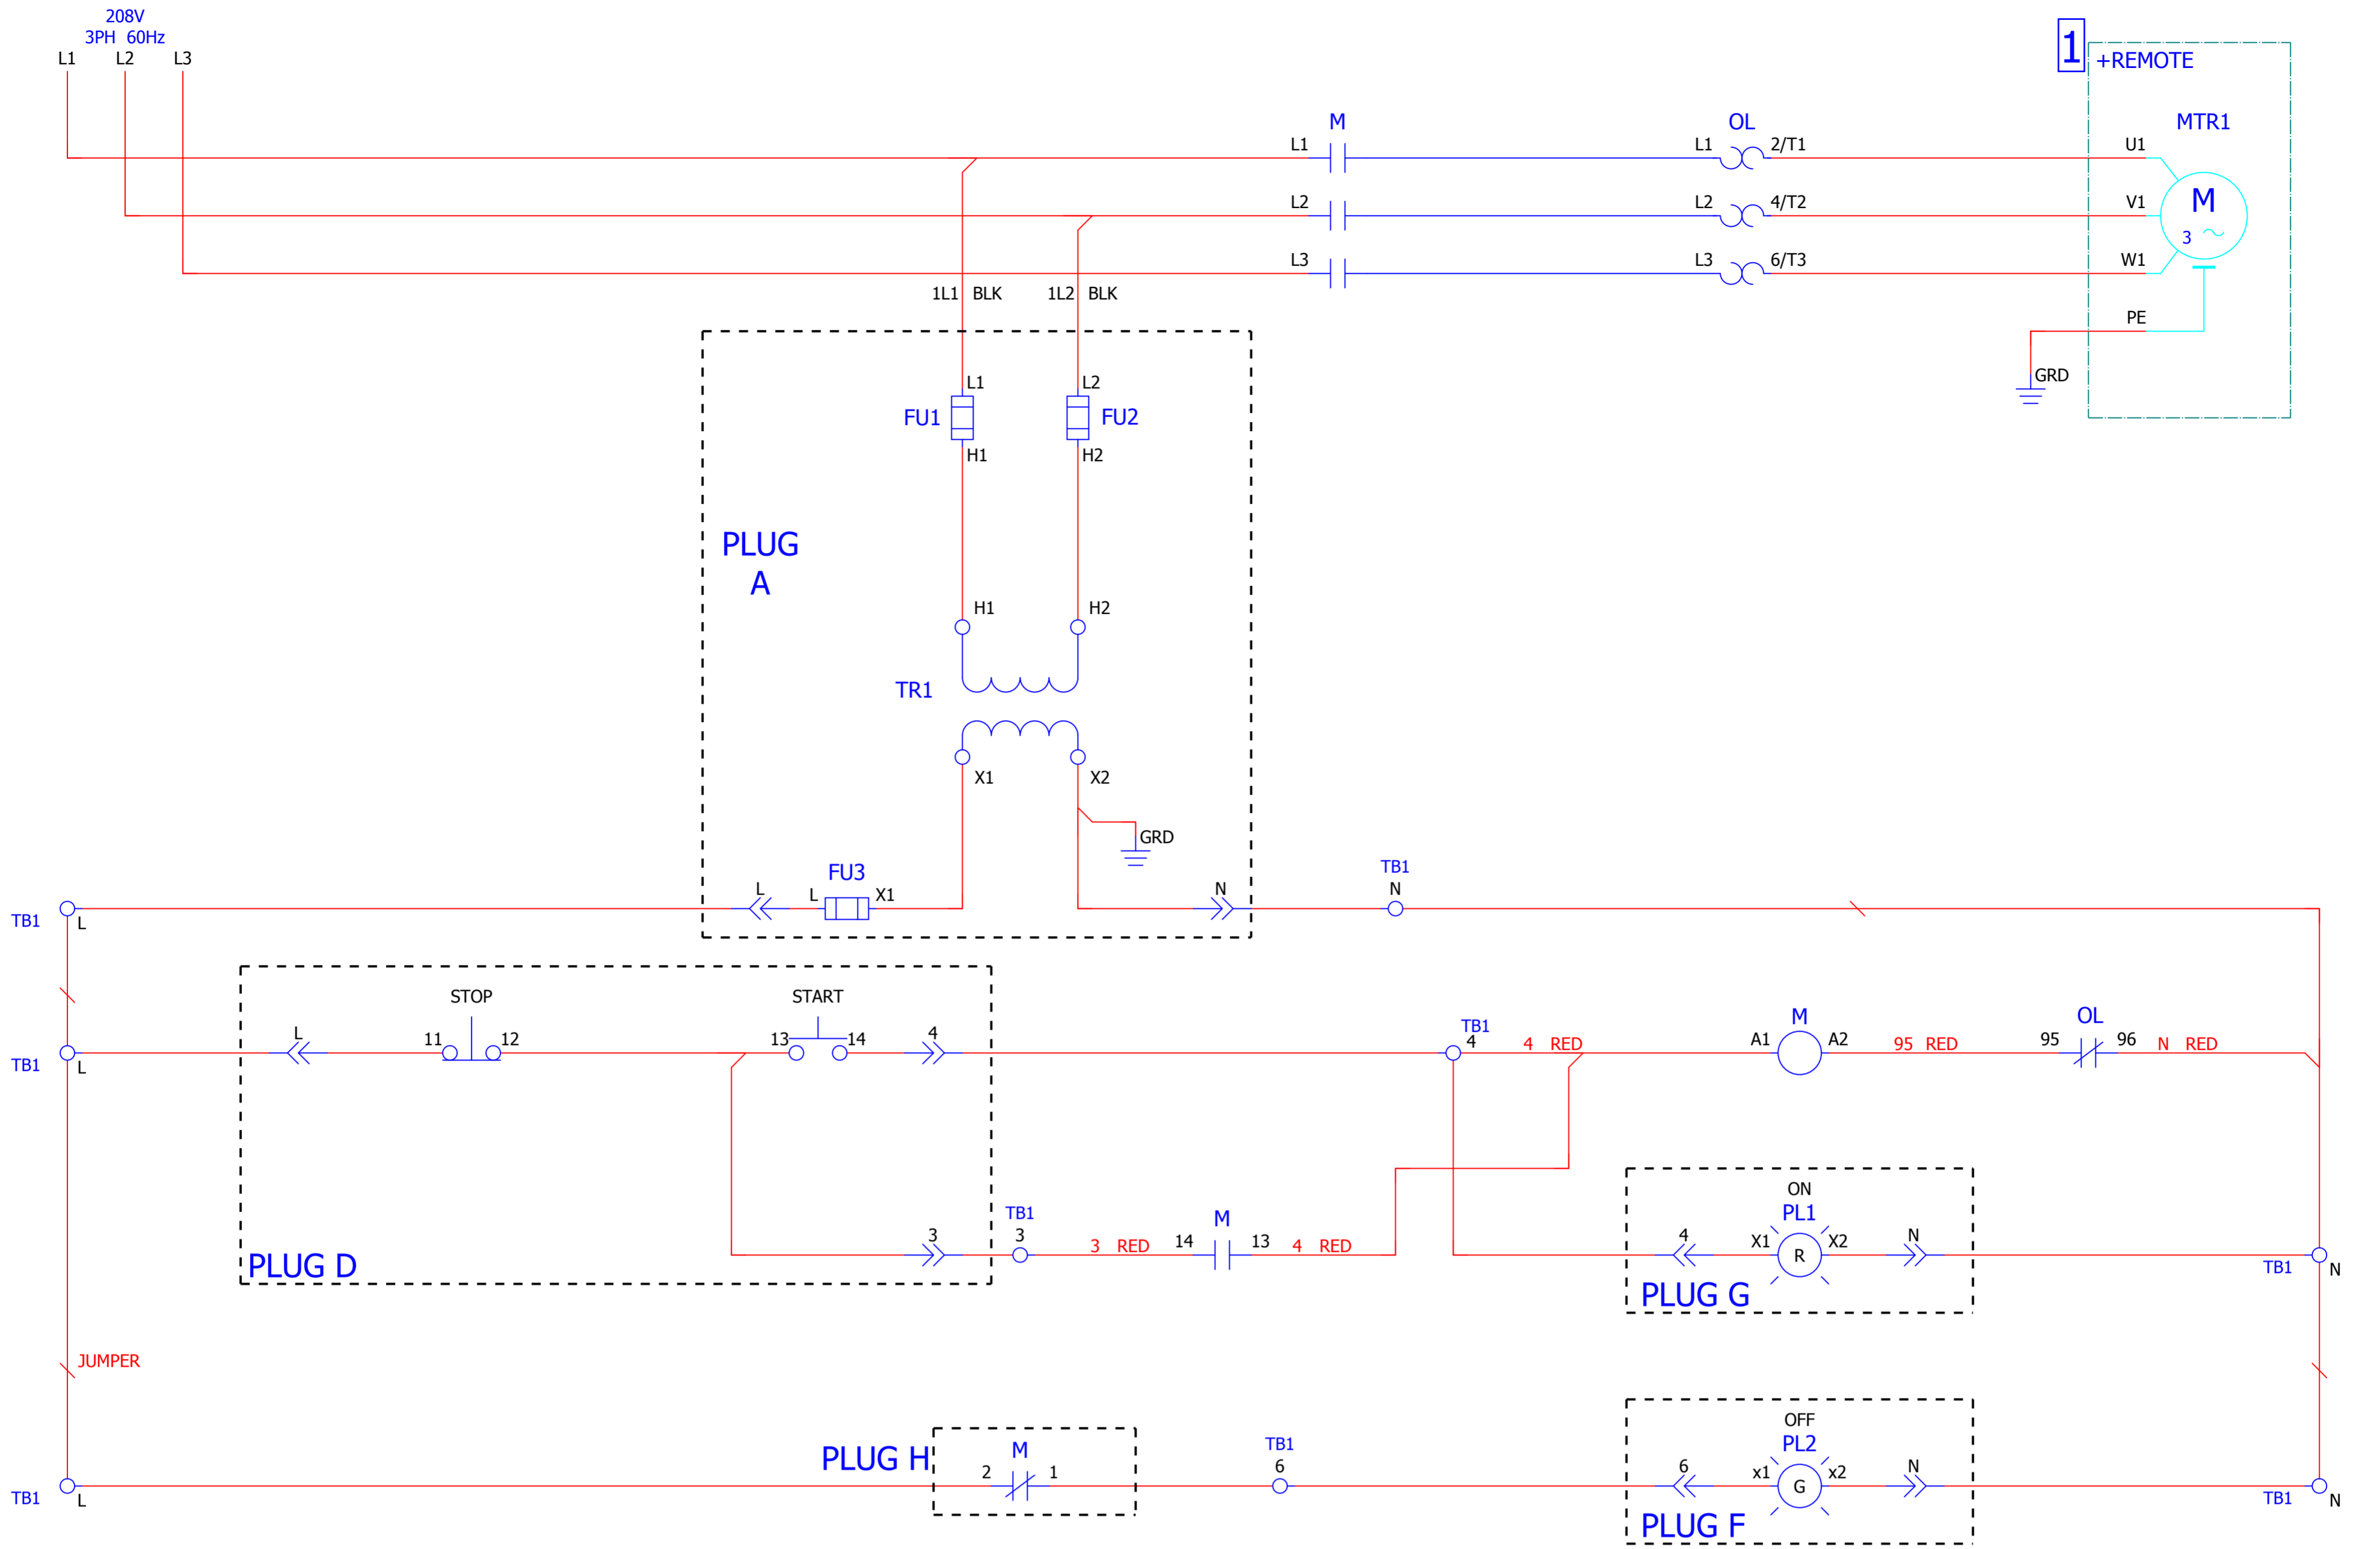 208V
3PH 60Hz
L1 L2 L3
1
+REMOTE
M OL MTR1
L1 L1 2/T1 U1
L2 L2 4/T2 V1
M
3
L3 L3 6/T3 W1
1L1 BLK 1L2 BLK
PE
GRD
L1 L2
FU1 FU2
H1 H2
PLUG
A
H1 H2
TR1
X1 X2
GRD
FU3
TB1
L L X1 N N
TB1
L
STOP START
TB1
M OL
L 11 12 13 14 4 4 4 RED A1 A2 95 RED 95 96 N RED
TB1
L
ON
PL1
TB1
M
3 3 3 RED 14 13 4 RED 4 X1 R X2 N
PLUG D
TB1
N
PLUG G
JUMPER
OFF
PL2
PLUG H
M
TB1
2 1 6 6 x1 G x2 N
TB1
L
TB1
N
PLUG F